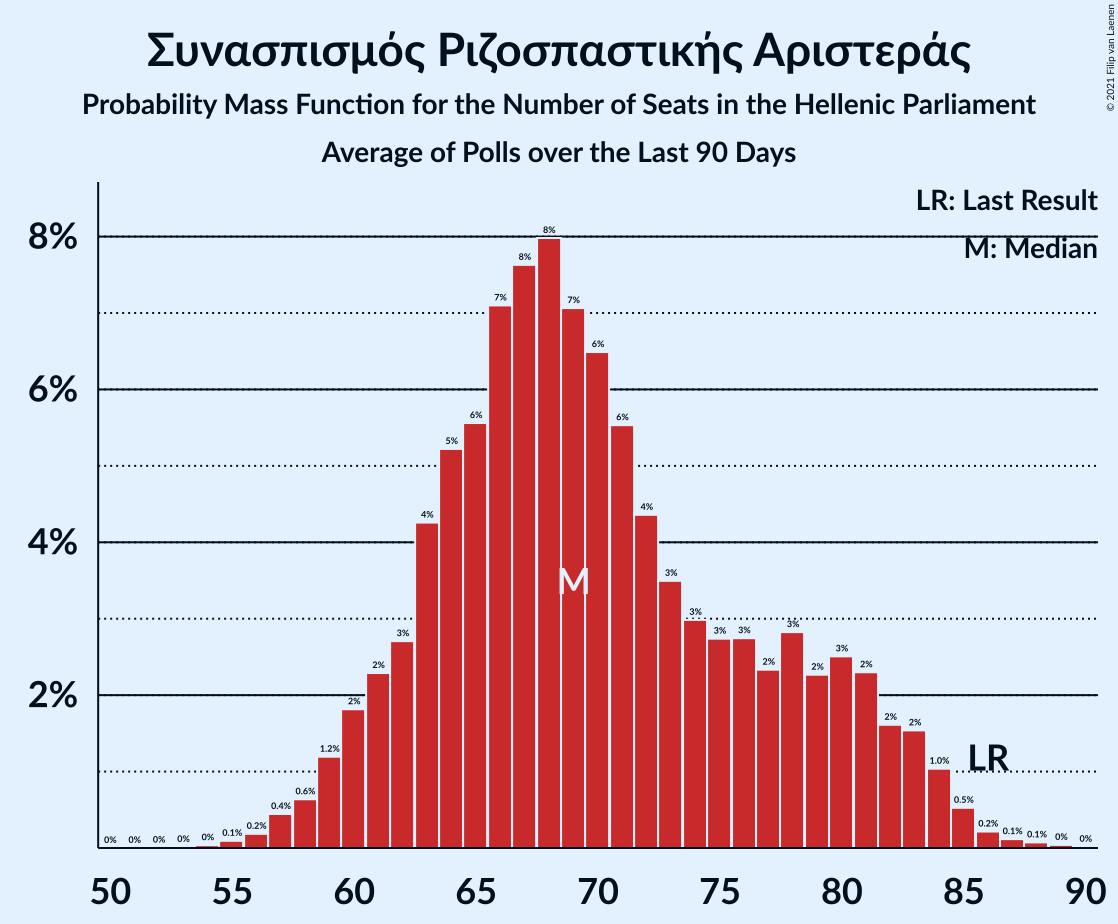 Συνασπισμός Ριζοσπαστικής Αριστεράς
Probability Mass Function for the Number of Seats in the Hellenic Parliament
Average of Polls over the Last 90 Days
© 2021 Filip van Laenen
LR: Last Result
M: Median
8%
6%
4%
2%
0% 0% 0% 0% 0% 0.1% 0.2% 0.4% 0.6% 1.2% 2% 2% 3% 4% 5% 6% 7% 8% 8% 7% 6% 6% 4% 3% 3% 3% 3% 2% 3% 2% 3% 2% 2% 2% 1.0% 0.5% 0.2% 0.1% 0.1% 0% 0%
M
LR
50 55 60 65 70 75 80 85 90